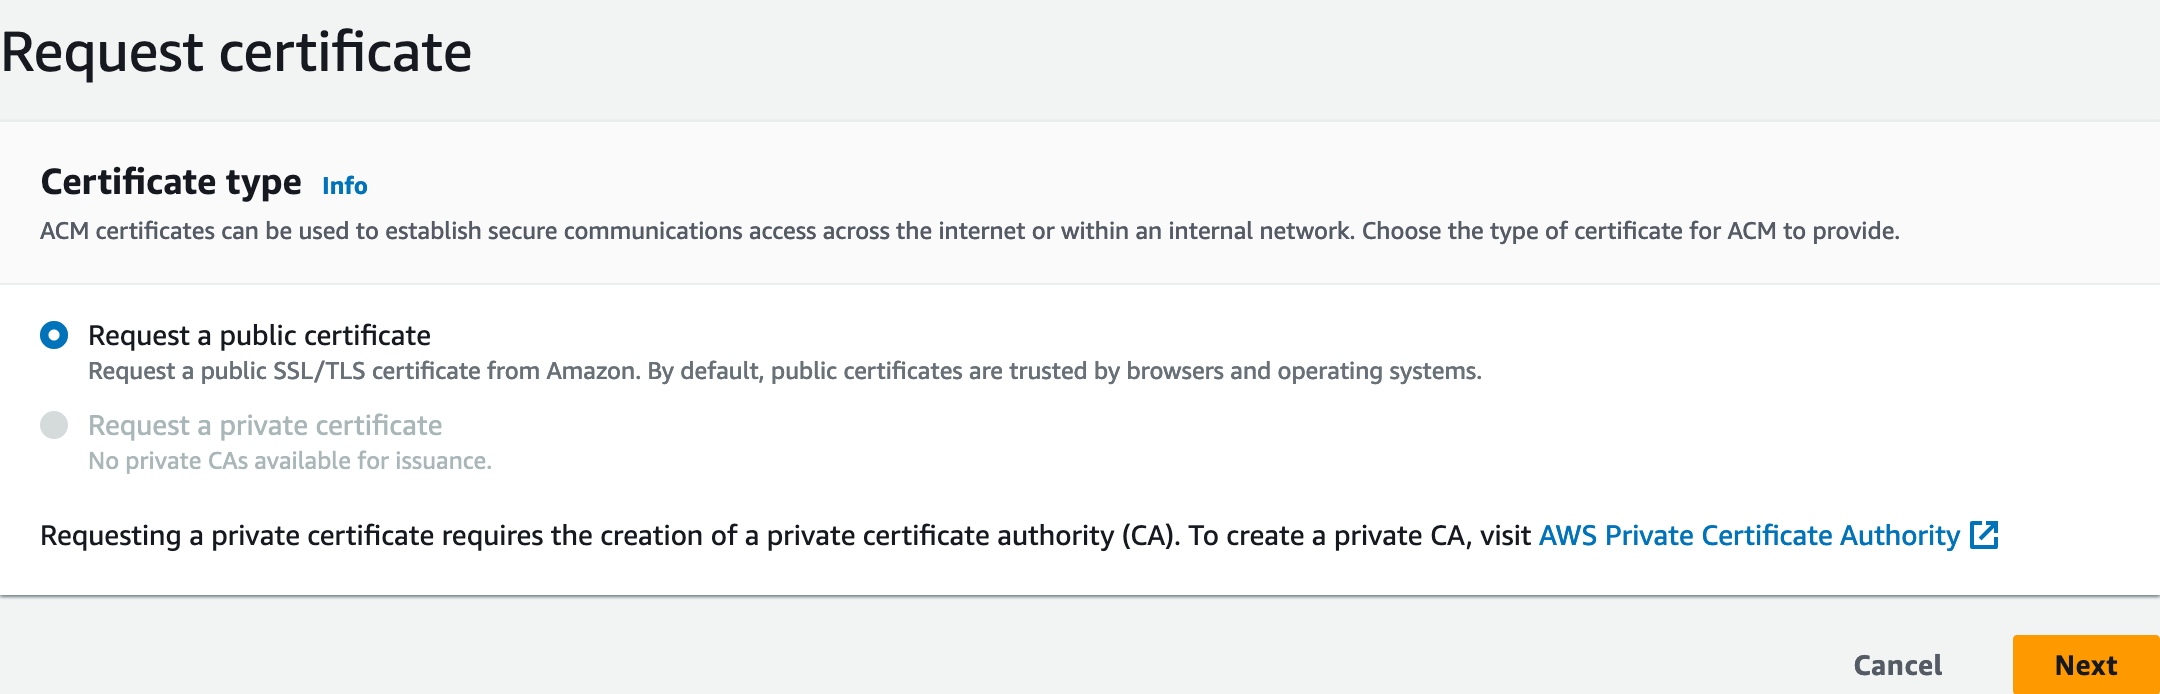 Request certificate
Certificate type Info
ACM certificates can be used to establish secure communications access across the internet or within an internal network. Choose the type of certificate for ACM to provide.
Request a public certificate
Request a public SSL/TLS certificate from Amazon. By default, public certificates are trusted by browsers and operating systems.
Request a private certificate
No private CAs available for issuance.
Requesting a private certificate requires the creation of a private certificate authority (CA). To create a private CA, visit AWS Private Certificate Authority
Cancel Next